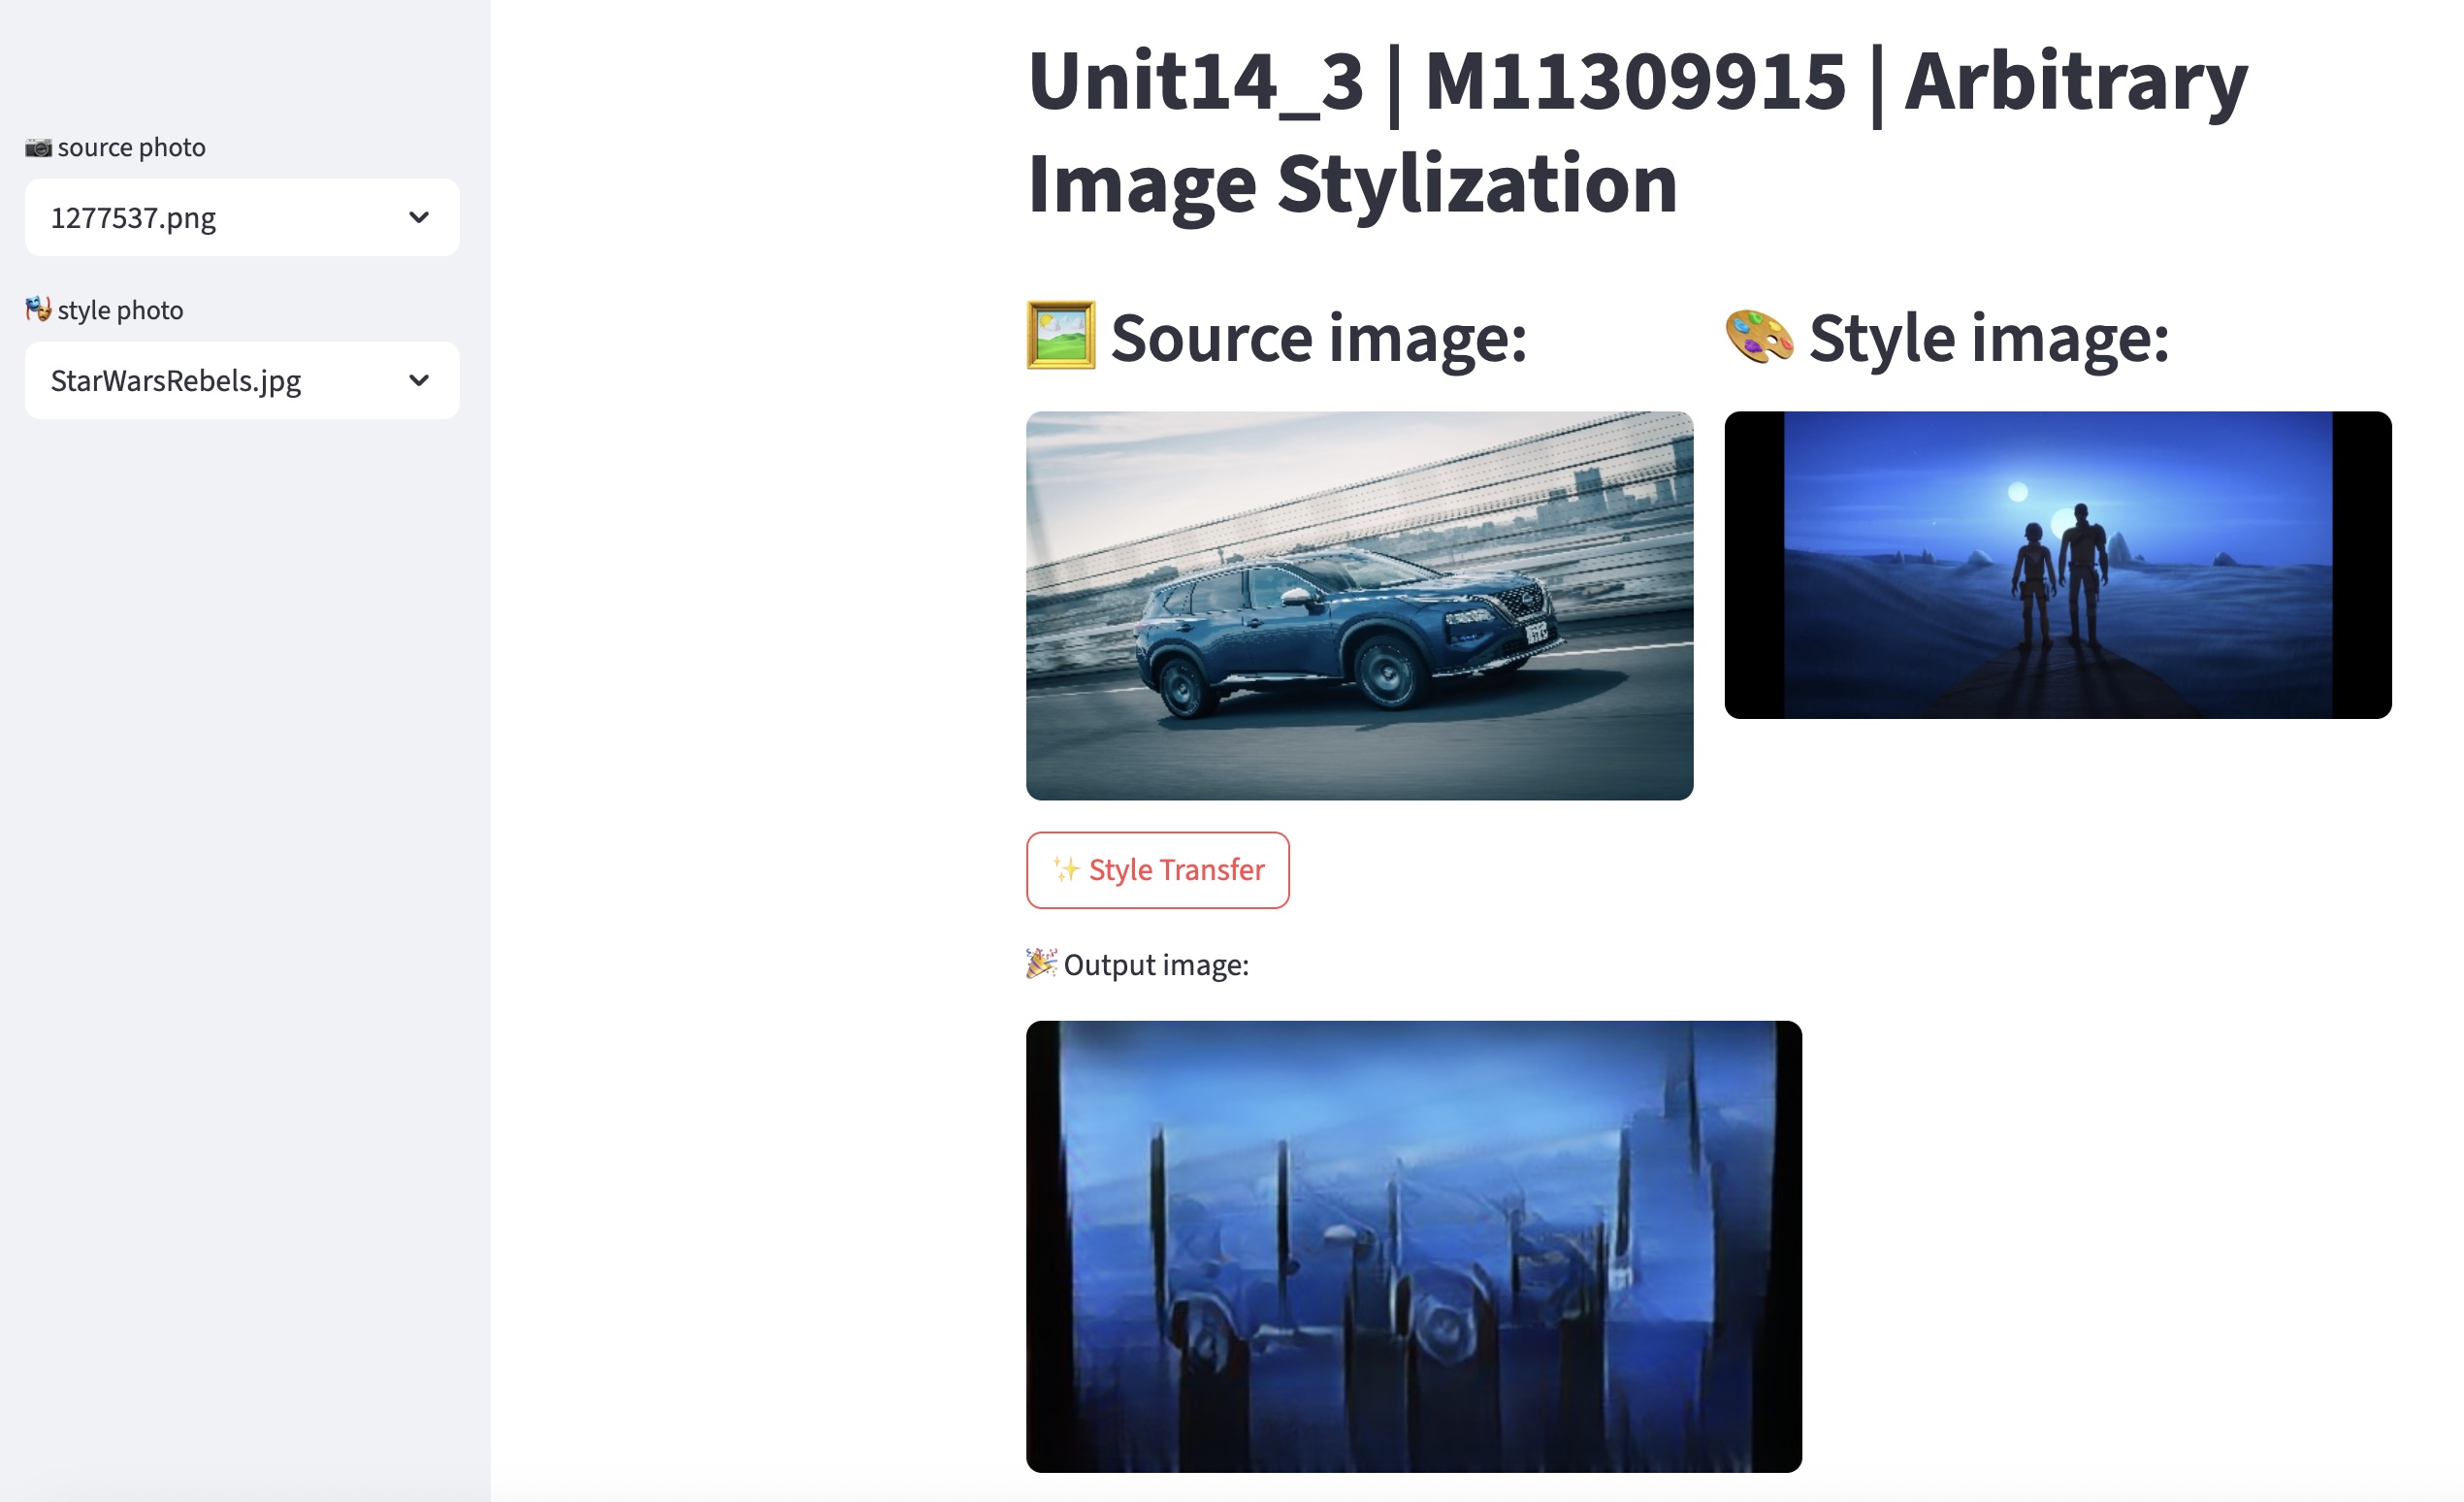 📷 source photo
1277537.png
🎭 style photo
StarWarsRebels.jpg
Unit14_3 | M11309915 | Arbitrary
Image Stylization
🖼️ Source image:
🎨 Style image:
✨ Style Transfer
🎉 Output image: